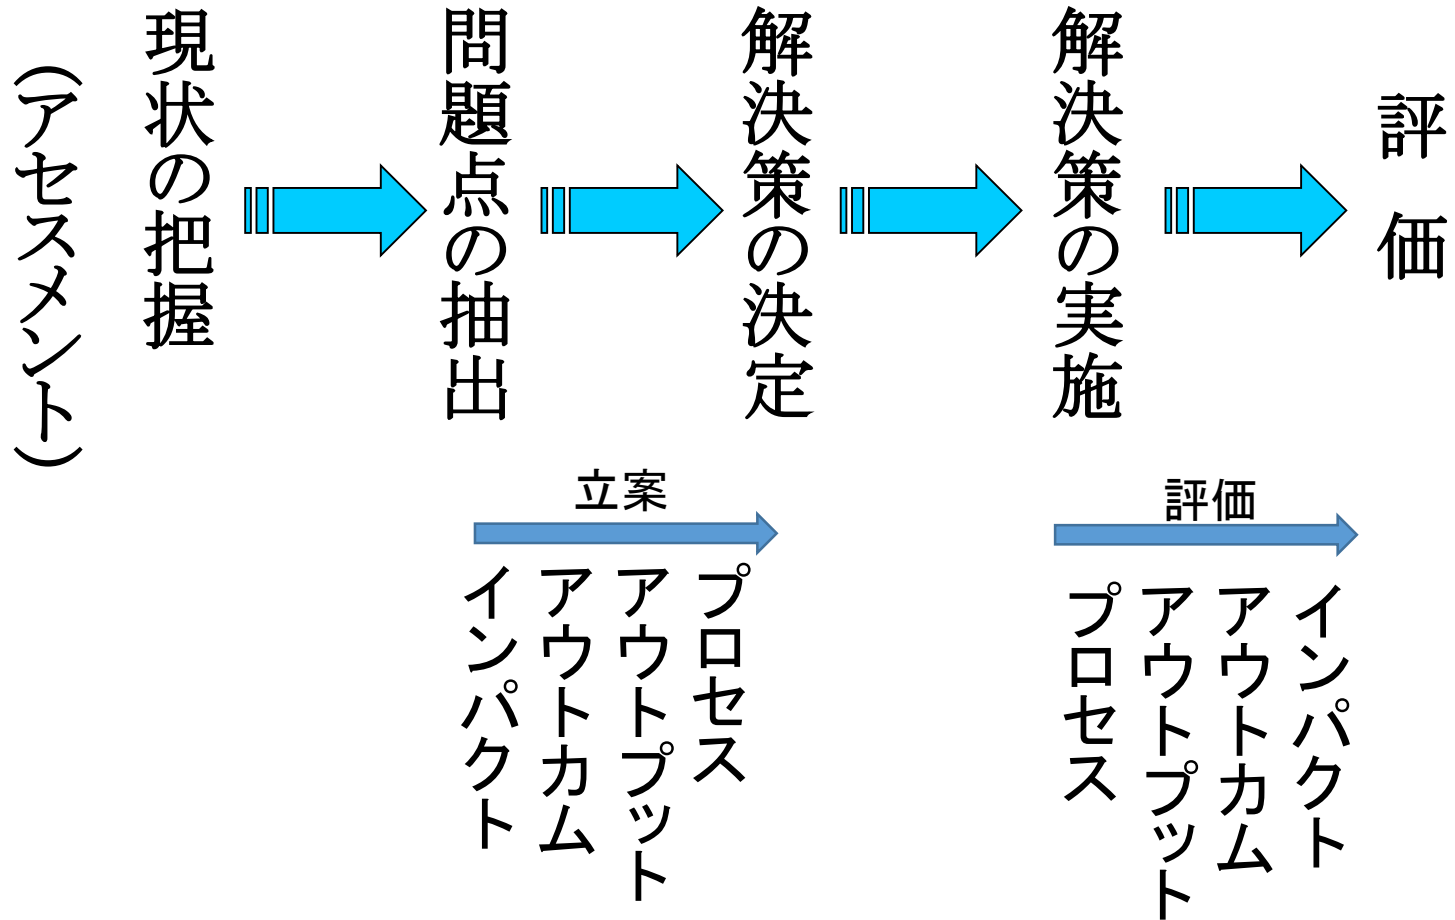 現状の把握
（アセスメント）
問題点の抽出
解決策の決定
解決策の実施
評価
立案
インパクト
アウトカム
アウトプット
プロセス
評価
プロセス
アウトプット
アウトカム
インパクト